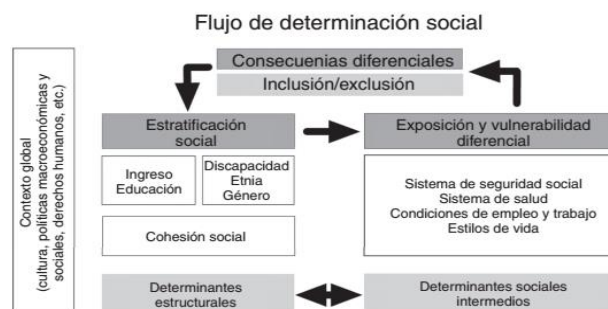 Flujo de determinación social
Contexto global
(cultura, políticas macroeconómicas y
sociales, derechos humanos, etc.)
Consecuenias diferenciales
Inclusión/exclusión
Estratificación
social
Exposición y vulnerabilidad
diferencial
Ingreso
Educación
Discapacidad
Etnia
Género
Cohesión social
Sistema de seguridad social
Sistema de salud
Condiciones de empleo y trabajo
Estilos de vida
Determinantes
estructurales
Determinantes sociales
intermedios